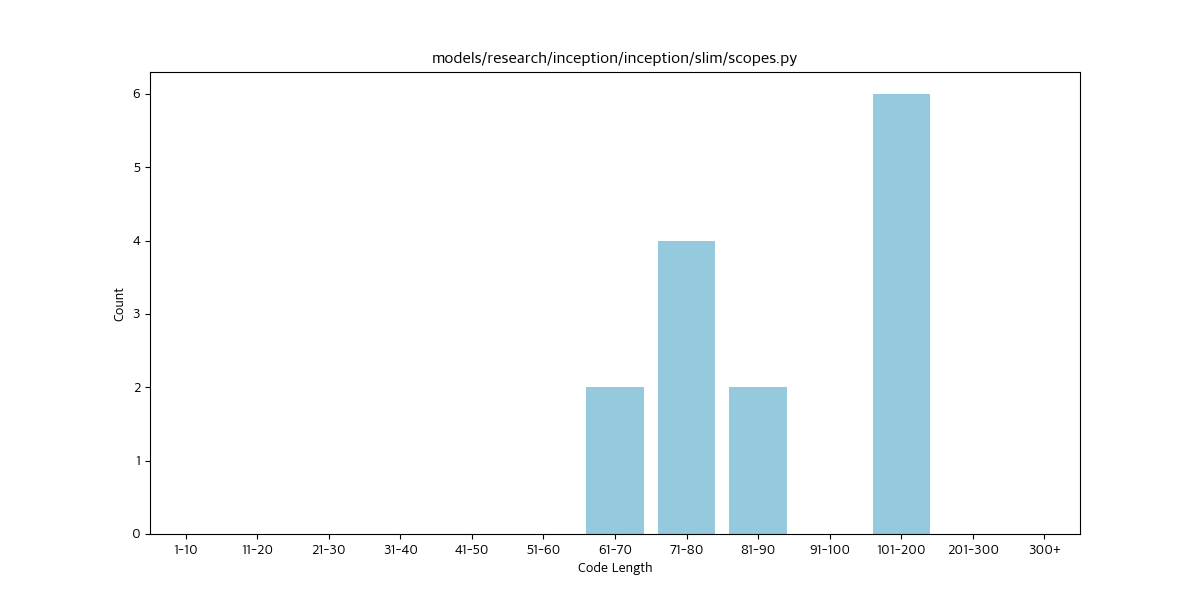 models/research/inception/inception/slim/scopes.py
6
5
4
3
2
1
0
Count
1-10 11-20 21-30 31-40 41-50 51-60 61-70 71-80 81-90 91-100 101-200 201-300 300+
Code Length